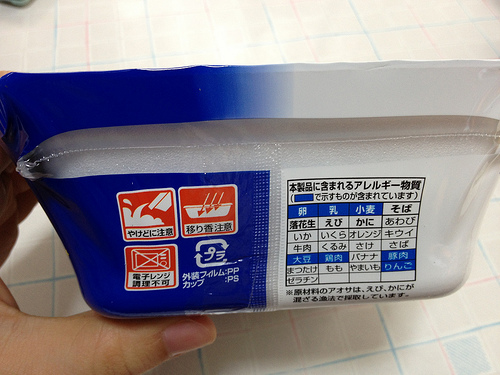 やけどに注意
移り香注意
電子レンジ
調理不可
プラ
外装フィルム:PP
カップ :PS
本製品に含まれるアレルギー物質
( で示すものが含まれています)
卵 乳 小麦 そば
落花生 えび かに あわび
いか いくら オレンジ キウイ
牛肉 くるみ さけ さば
大豆 鶏肉 バナナ 豚肉
まつたけ もも やまいも りんご
ゼラチン
※原材料のアオサは、えび、かにが
混ざる漁法で採取しています。